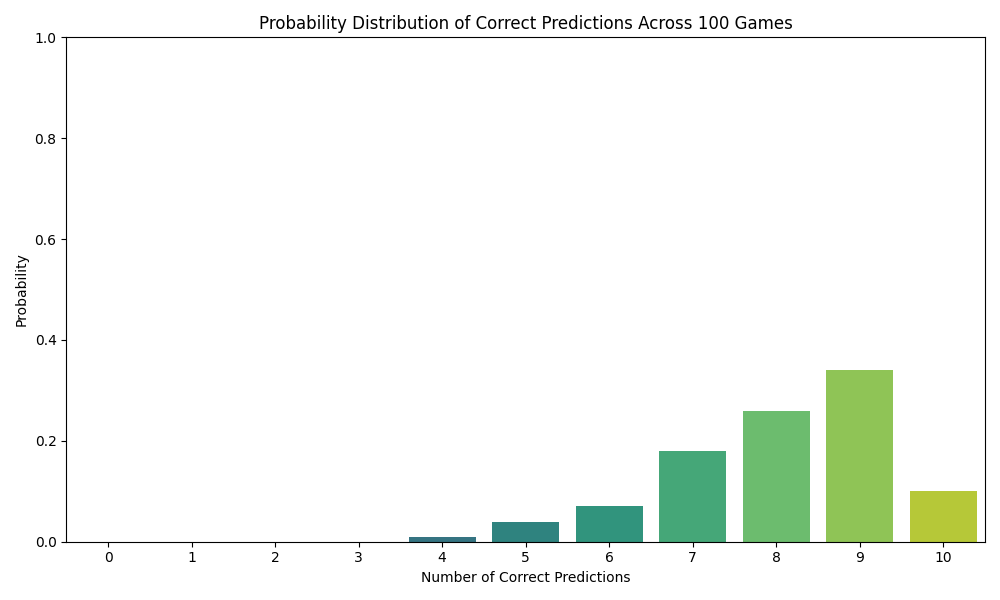 Probability Distribution of Correct Predictions Across 100 Games
1.0
0.8
0.6
0.4
0.2
0.0
Probability
0 1 2 3 4 5 6 7 8 9 10
Number of Correct Predictions